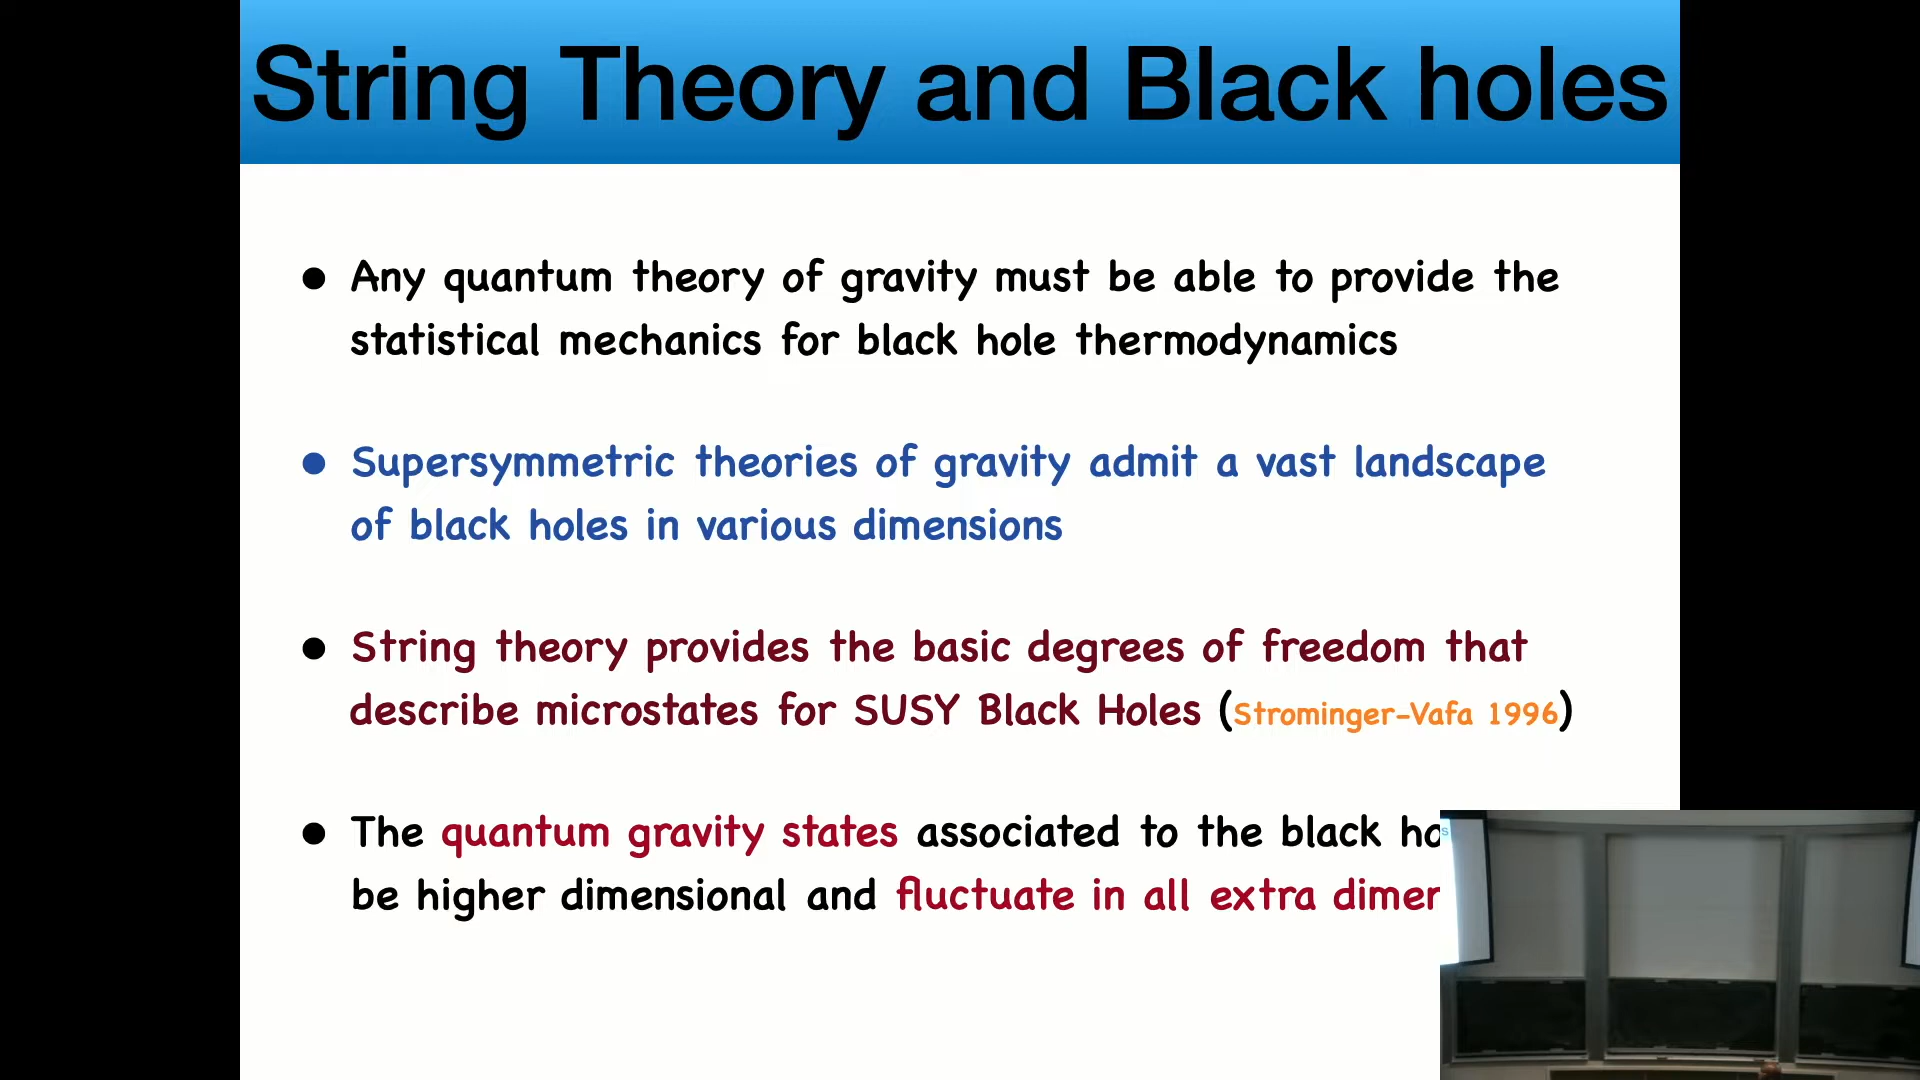 String Theory and Black holes
• Any quantum theory of gravity must be able to provide the
statistical mechanics for black hole thermodynamics
• Supersymmetric theories of gravity admit a vast landscape
of black holes in various dimensions
• String theory provides the basic degrees of freedom that
describe microstates for SUSY Black Holes (Strominger-Vafa 1996)
• The quantum gravity states associated to the black
be higher dimensional and fluctuate in all extra